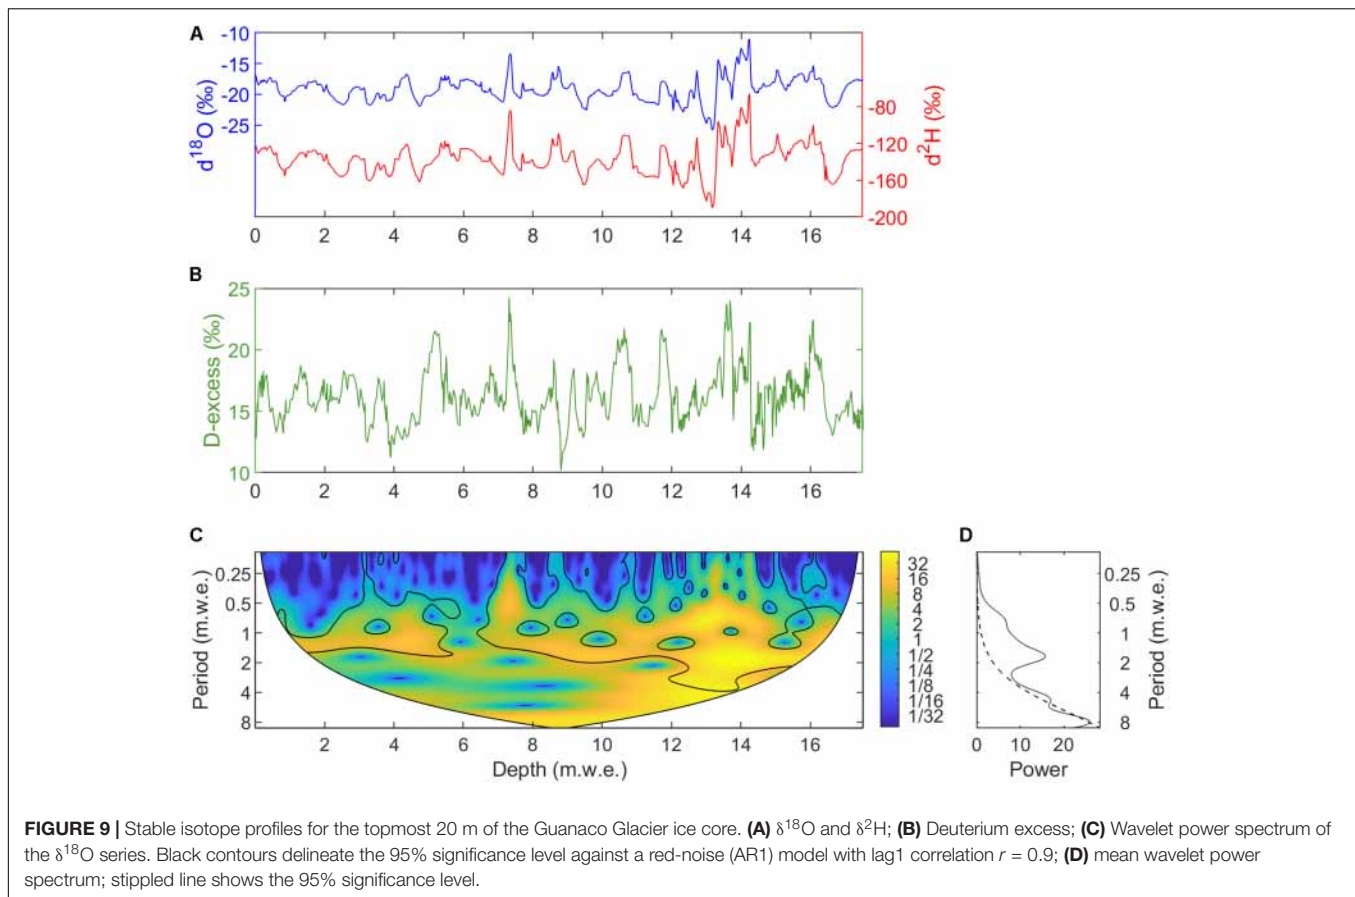 A
-10
-15
-20
-25
d18O (‰)
-80
-120
-160
-200
d2H (‰)
0 2 4 6 8 10 12 14 16
B
25
20
15
10
D-excess (‰)
0 2 4 6 8 10 12 14 16
C
0.25
0.5
1
2
4
8
Period (m.w.e.)
2 4 6 8 10 12 14 16
Depth (m.w.e.)
32
16
8
4
2
1
1/2
1/4
1/8
1/16
1/32
D
0.25
0.5
1
2
4
8
Period (m.w.e.)
0 10 20
Power
FIGURE 9 | Stable isotope profiles for the topmost 20 m of the Guanaco Glacier ice core. (A) δ18O and δ2H; (B) Deuterium excess; (C) Wavelet power spectrum of
the δ18O series. Black contours delineate the 95% significance level against a red-noise (AR1) model with lag1 correlation r = 0.9; (D) mean wavelet power
spectrum; stippled line shows the 95% significance level.